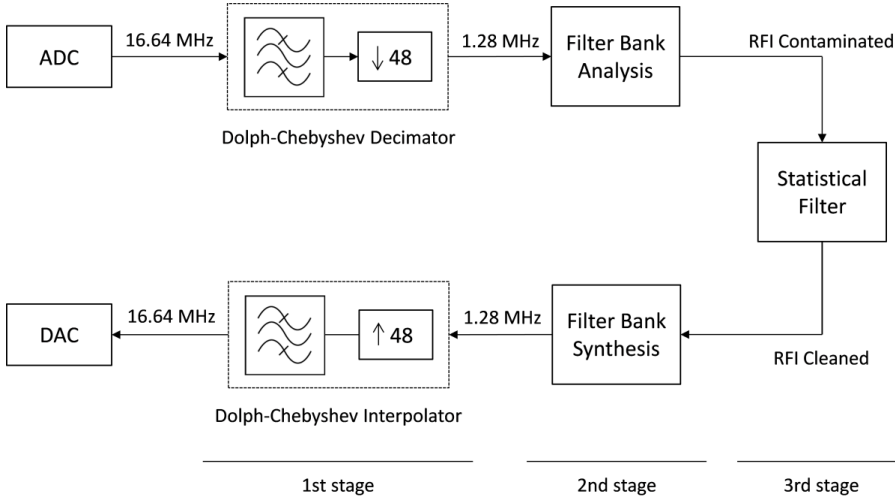 ADC
16.64 MHz
↓ 48
1.28 MHz
Filter Bank
Analysis
RFI Contaminated
Dolph-Chebyshev Decimator
Statistical
Filter
DAC
16.64 MHz
↑ 48
1.28 MHz
Filter Bank
Synthesis
RFI Cleaned
Dolph-Chebyshev Interpolator
1st stage
2nd stage
3rd stage